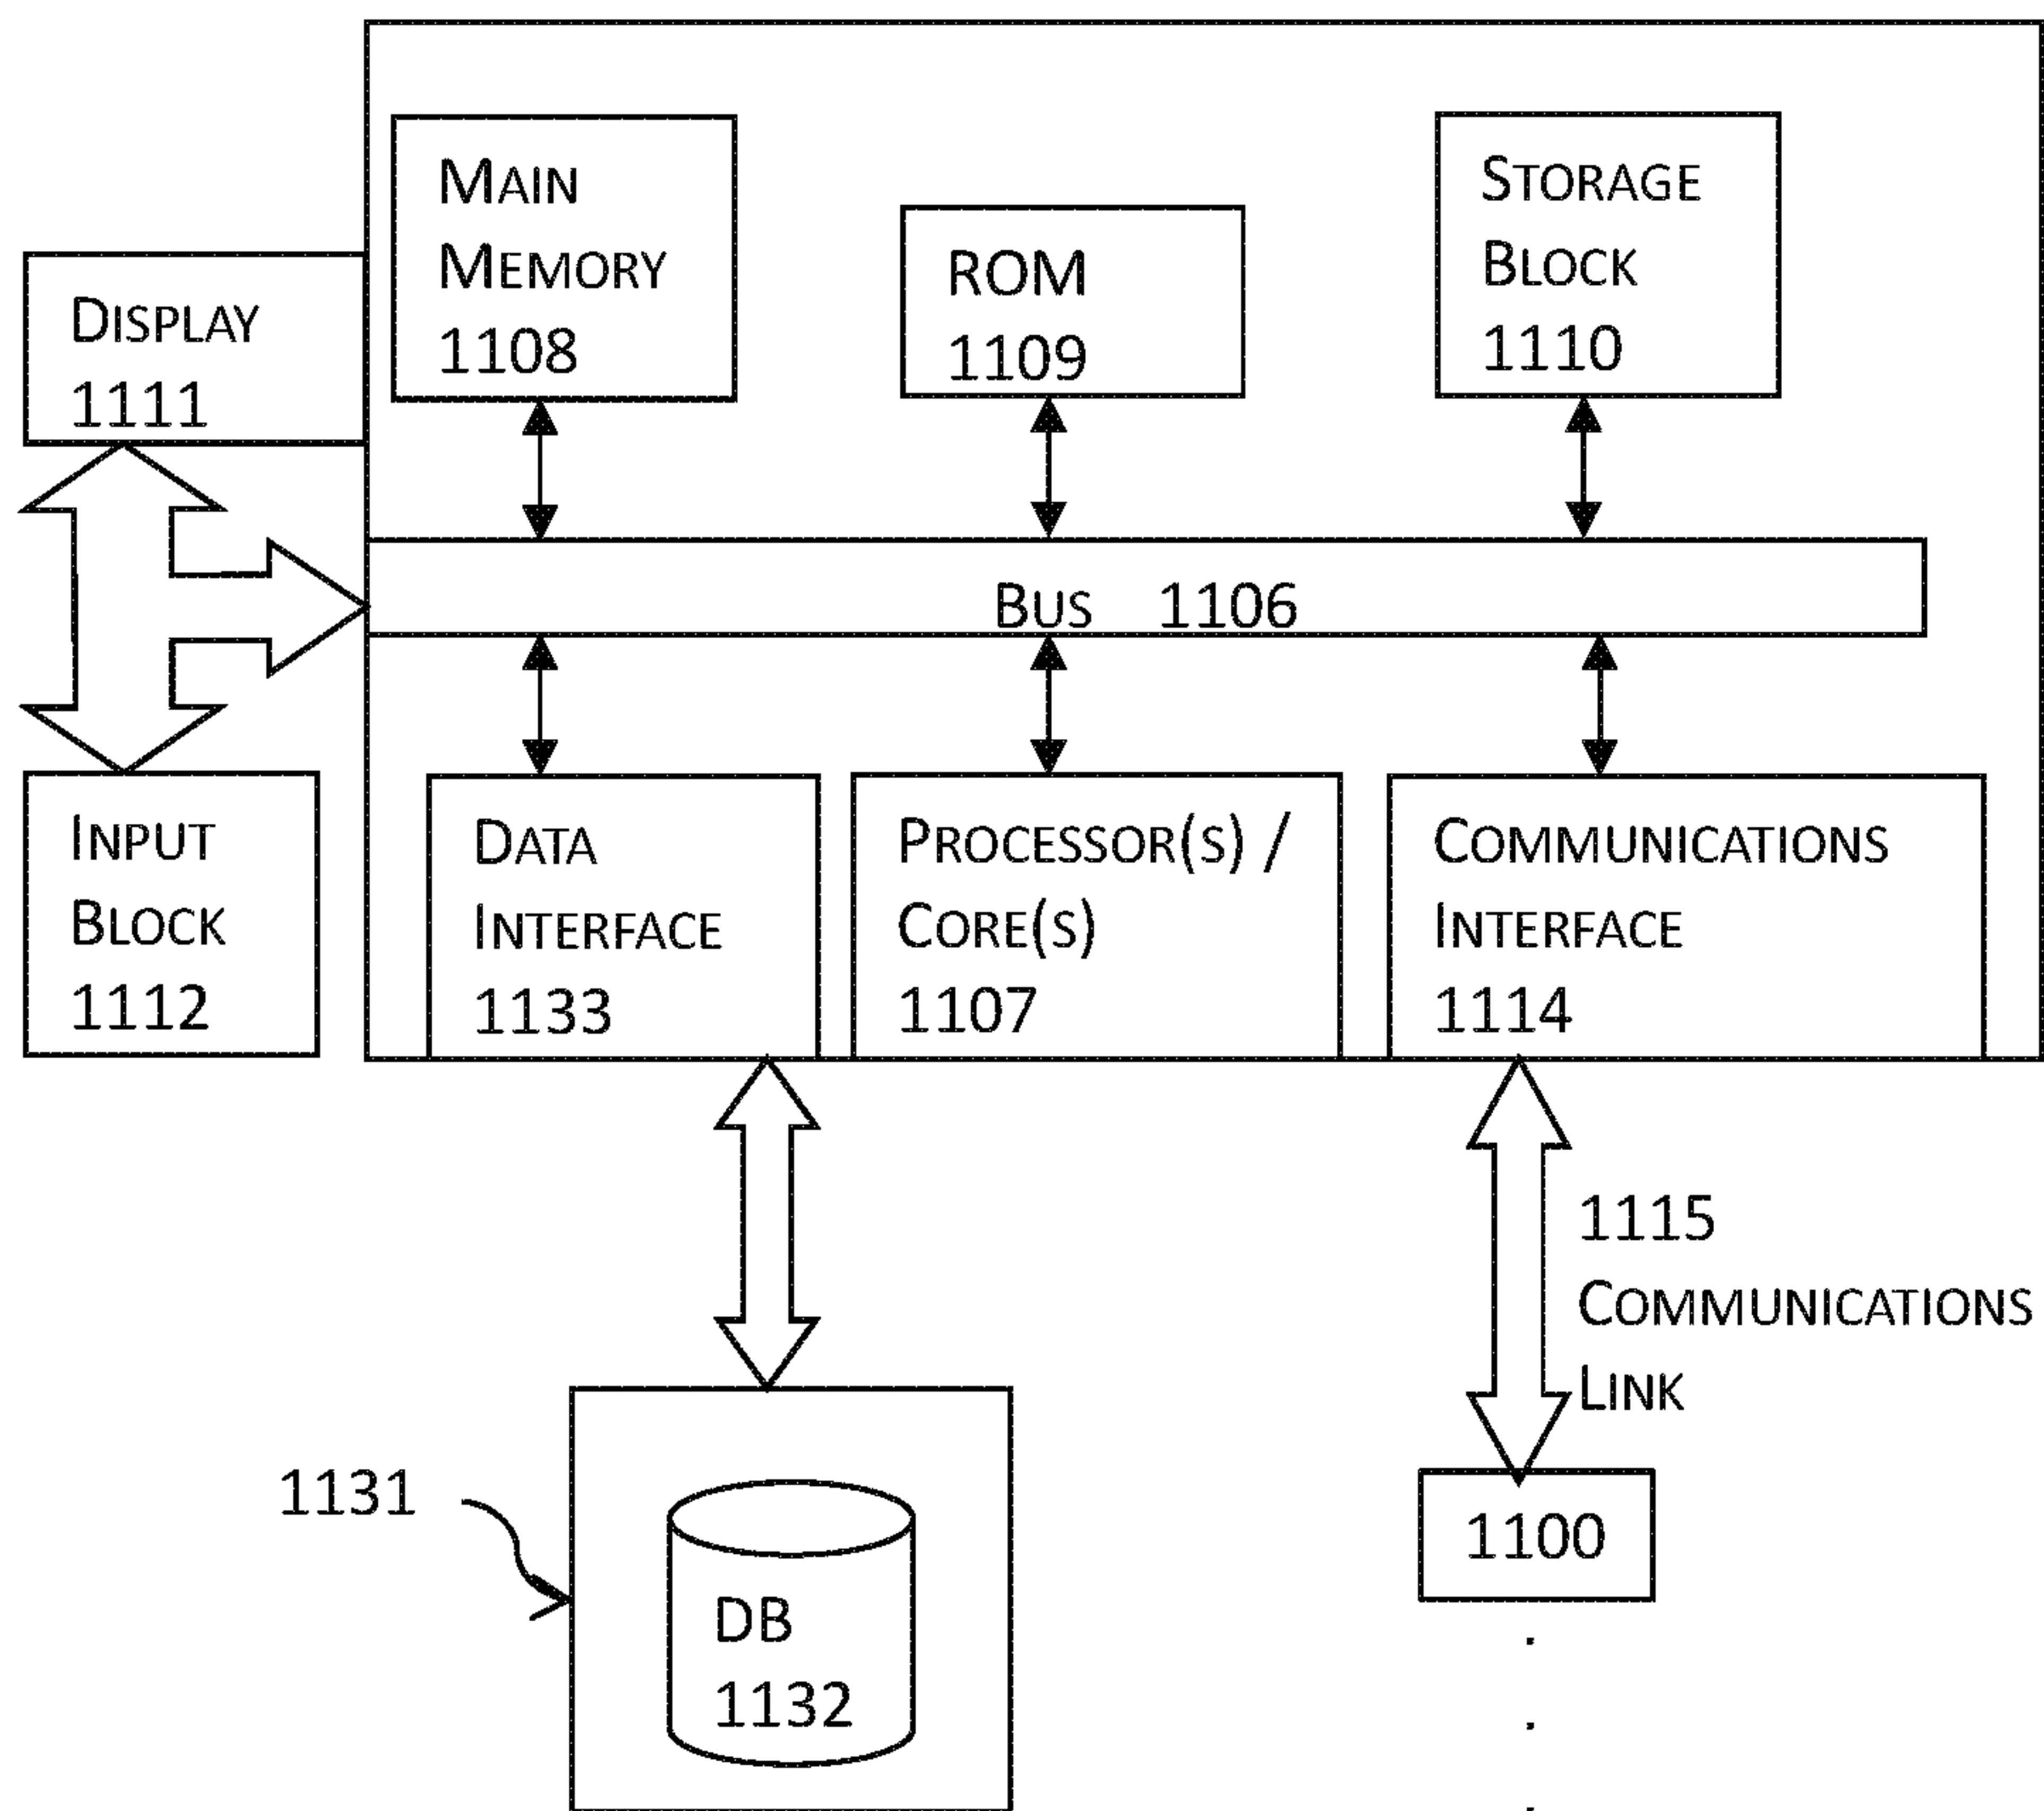 MAIN
MEMORY
1108
ROM
1109
STORAGE
BLOCK
1110
DISPLAY
1111
BUS 1106
INPUT
BLOCK
1112
DATA
INTERFACE
1133
PROCESSOR(S) /
CORE(S)
1107
COMMUNICATIONS
INTERFACE
1114
1115
COMMUNICATIONS
LINK
1131
DB
1132
1100